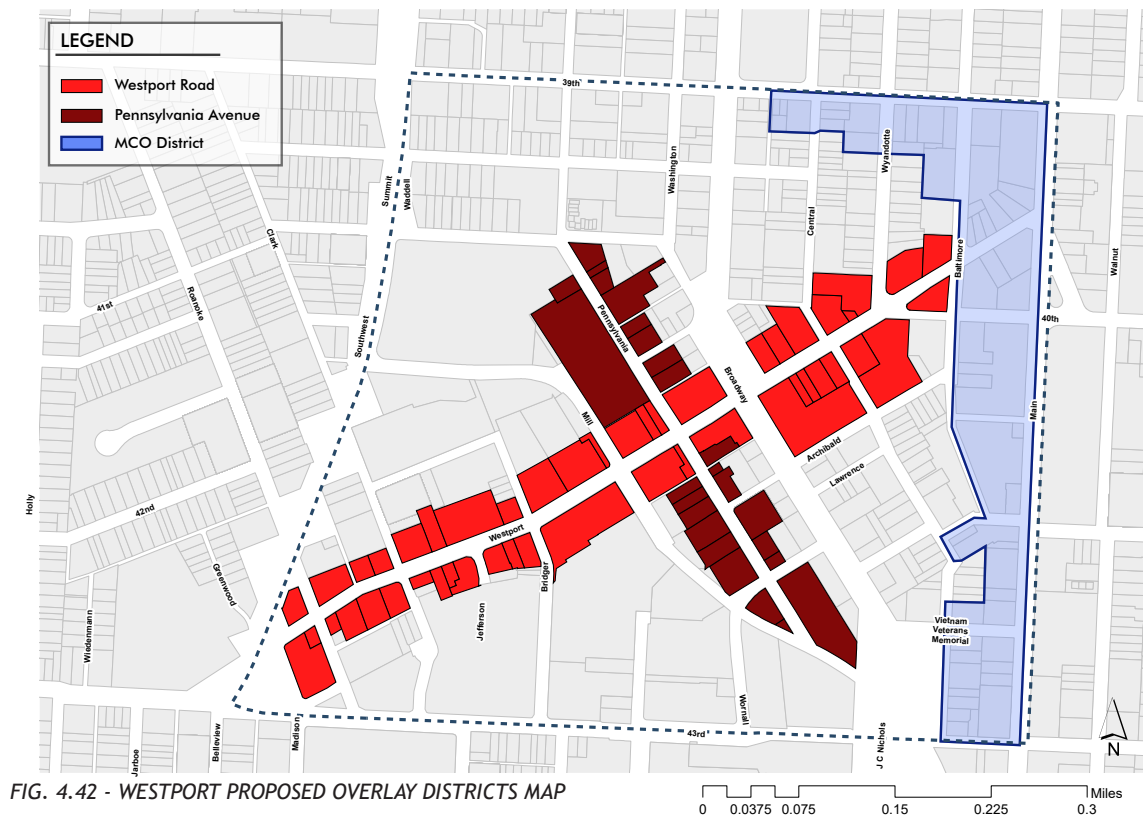 LEGEND
Westport Road
Pennsylvania Avenue
MCO District
39th
Summit
Waddell
Washington
Wyandotte
Central
Clark
Baltimore
Walnut
41st
Roanoke
Southwest
Pennsylvania
40th
Broadway
Main
Mill
Archibald
Lawrence
Holly
42nd
Westport
Greenwood
Bridger
Jefferson
Wiedenmann
Vietnam
Veterans
Memorial
Wornall
Madison
43rd
J C Nichols
Belleview
Jarboe
N
FIG. 4.42 - WESTPORT PROPOSED OVERLAY DISTRICTS MAP
Miles
0 0.0375 0.075 0.15 0.225 0.3